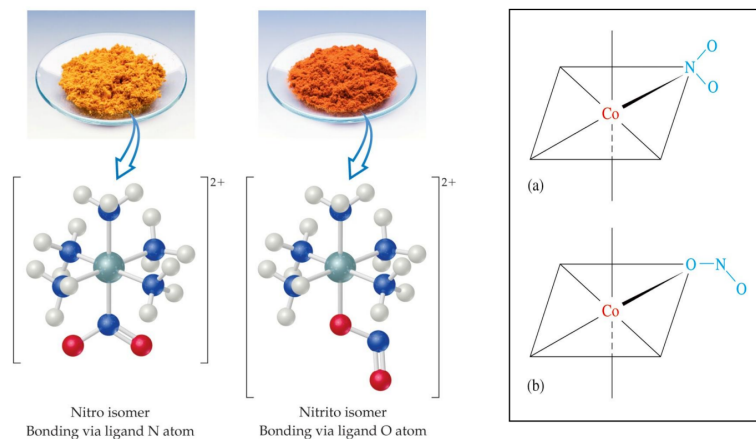 2+
Nitro isomer
Bonding via ligand N atom
2+
Nitrito isomer
Bonding via ligand O atom
O
N
O
Co
(a)
O—N
O
Co
(b)